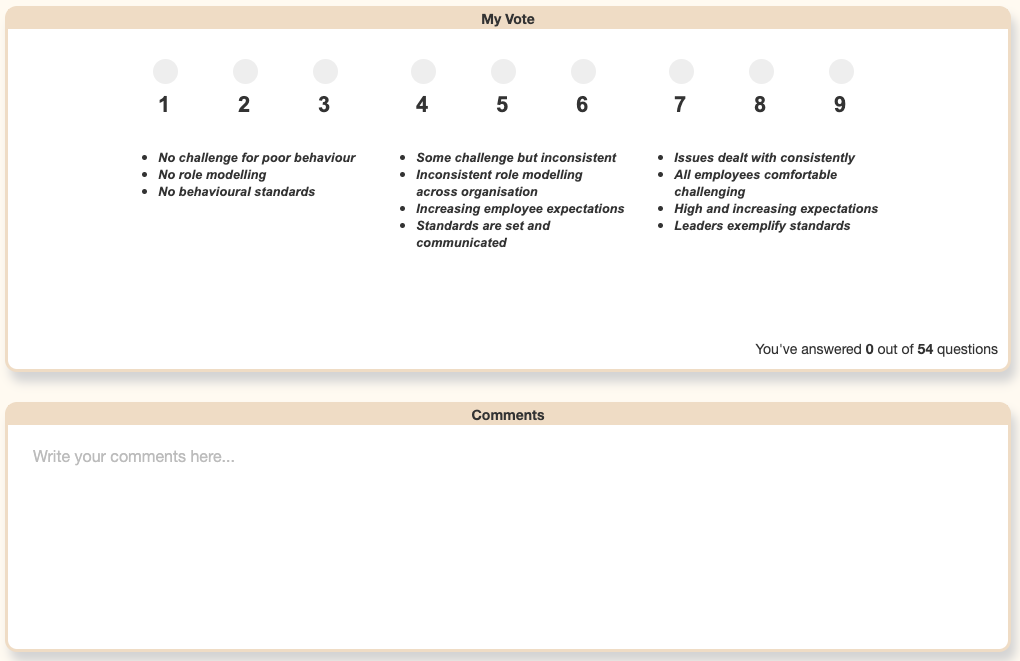 My Vote
1 2 3 4 5 6 7 8 9
• No challenge for poor behaviour
• No role modelling
• No behavioural standards
• Some challenge but inconsistent
• Inconsistent role modelling
across organisation
• Increasing employee expectations
• Standards are set and
communicated
• Issues dealt with consistently
• All employees comfortable
challenging
• High and increasing expectations
• Leaders exemplify standards
You've answered 0 out of 54 questions
Comments
Write your comments here...